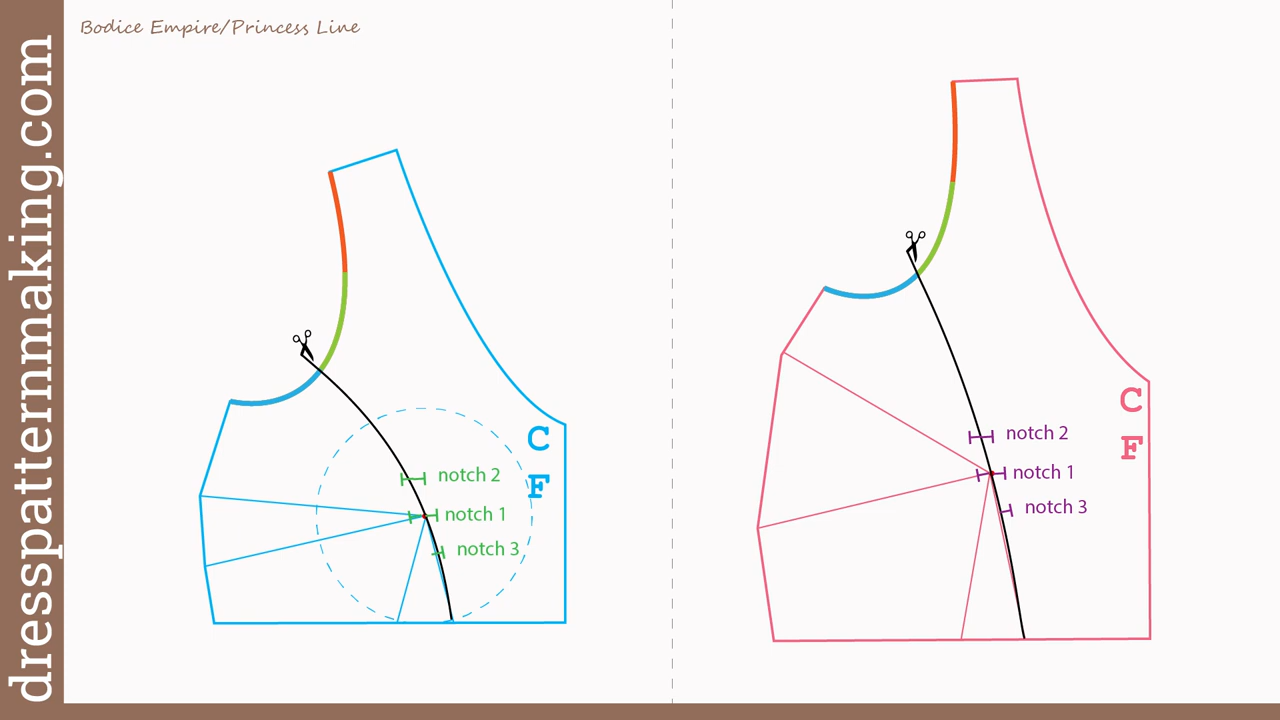 dresspatternmaking.com
Bodice Empire/Princess Line
C
F
notch 2
notch 1
notch 3
C
F
notch 2
notch 1
notch 3